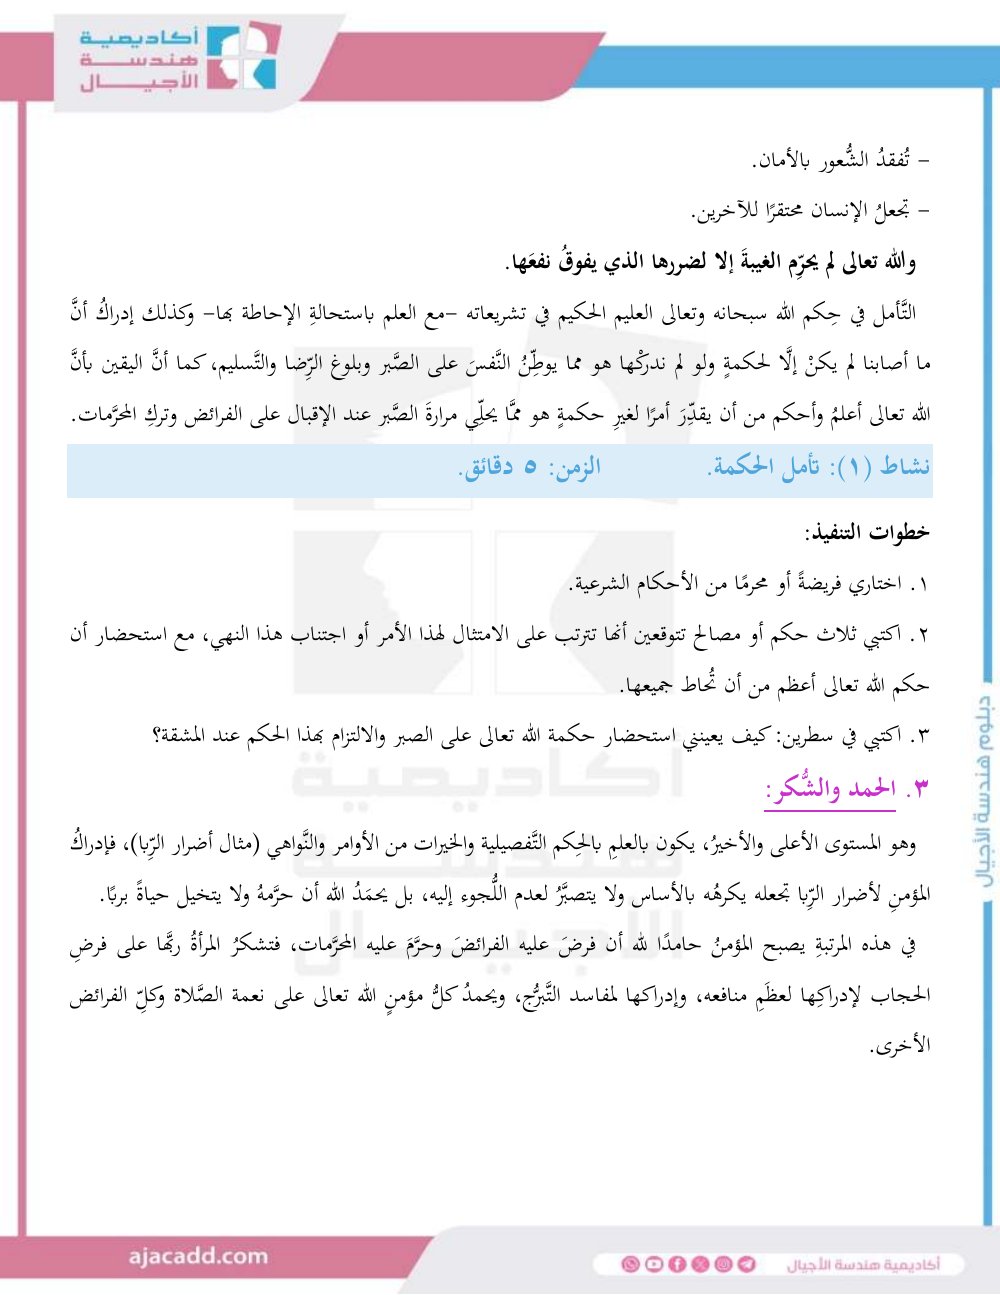 أكاديمية
هندسة
الأجيال
- تُفقدُ الشُّعور بالأمان.
- تجعلُ الإنسان محتقرًا للآخرين.
والله تعالى لم يحرِّم الغيبةَ إلا لضررها الذي يفوقُ نفعَها.
التَّأمل في حِكم الله سبحانه وتعالى العليم الحكيم في تشريعاته -مع العلم باستحالةِ الإحاطة بها- وكذلك إدراكُ أنَّ
ما أصابنا لم يكنْ إلَّا لحكمةٍ ولو لم ندركْها هو مما يوطِّنُ النَّفسَ على الصَّبر وبلوغ الرِّضا والتَّسليم، كما أنَّ اليقين بأنَّ
الله تعالى أعلمُ وأحكم من أن يقدِّرَ أمرًا لغيرِ حكمةٍ هو ممَّا يحلِّي مرارةَ الصَّبر عند الإقبال على الفرائض وتركِ المحرَّمات.
نشاط (١): تأمل الحكمة. الزمن: ٥ دقائق.
خطوات التنفيذ:
١. اختاري فريضةً أو محرمًا من الأحكام الشرعية.
٢. اكتبي ثلاث حكم أو مصالح تتوقعين أنها تترتب على الامتثال لهذا الأمر أو اجتناب هذا النهي، مع استحضار أن
حكم الله تعالى أعظم من أن تُحاط جميعها.
٣. اكتبي في سطرين: كيف يعينني استحضار حكمة الله تعالى على الصبر والالتزام بهذا الحكم عند المشقة؟
٣. الحمد والشُّكر:
وهو المستوى الأعلى والأخيرُ، يكون بالعلمِ بالحِكم التَّفصيلية والخيرات من الأوامر والنَّواهي (مثال أضرار الرِّبا)، فإدراكُ
المؤمنِ لأضرار الرِّبا تجعله يكرهُه بالأساس ولا يتصبَّرُ لعدم اللُّجوء إليه، بل يحمَدُ الله أن حرَّمهُ ولا يتخيل حياةً بربًا.
في هذه المرتبةِ يصبح المؤمنُ حامدًا لله أن فرضَ عليه الفرائضَ وحرَّمَ عليه المحرَّمات، فتشكرُ المرأةُ ربَّها على فرضِ
الحجاب لإدراكِها لعظَمِ منافعه، وإدراكها لمفاسد التَّبرُّج، ويحمدُ كلُّ مؤمنٍ الله تعالى على نعمة الصَّلاة وكلِّ الفرائض
الأخرى.
دبلوم هندسة الأجيال
أكاديمية
هندسة
الأجيال
أكاديمية هندسة الأجيال
ajacadd.com